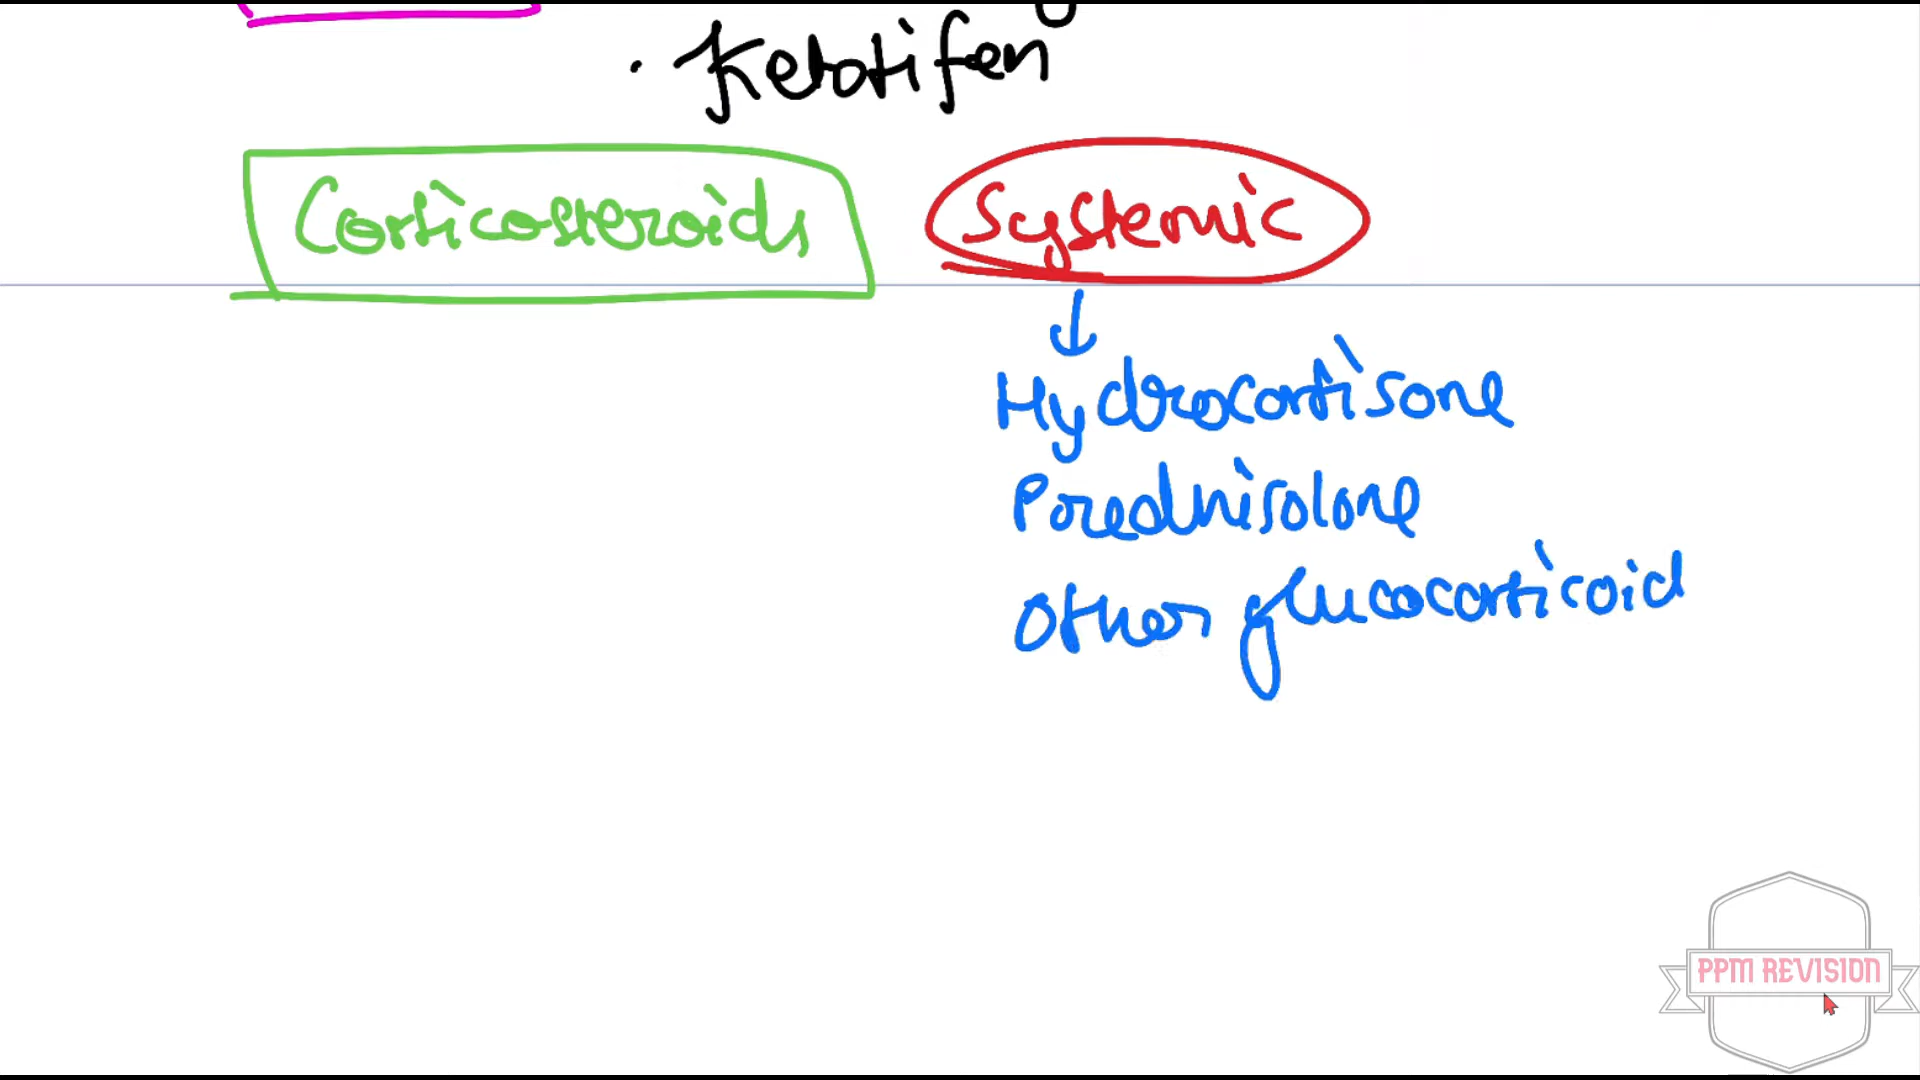 · Ketotifen
Corticosteroids Systemic
↓
Hydrocortisone
Prednisolone
Other glucocorticoid
PPM REVISION